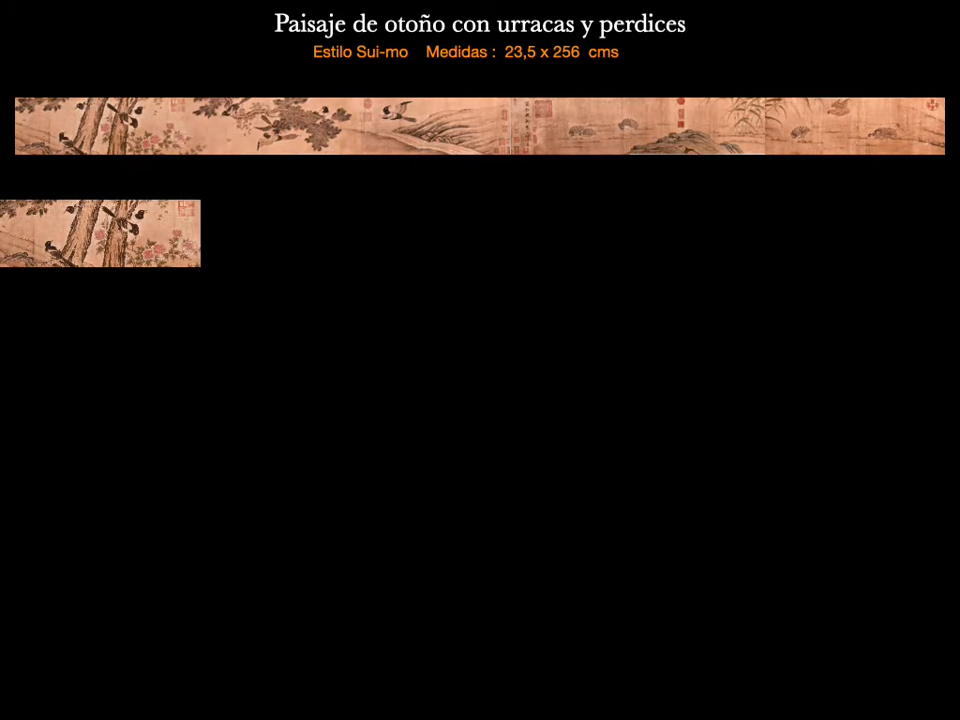 Paisaje de otoño con urracas y perdices
Estilo Sui-mo Medidas : 23,5 x 256 cms